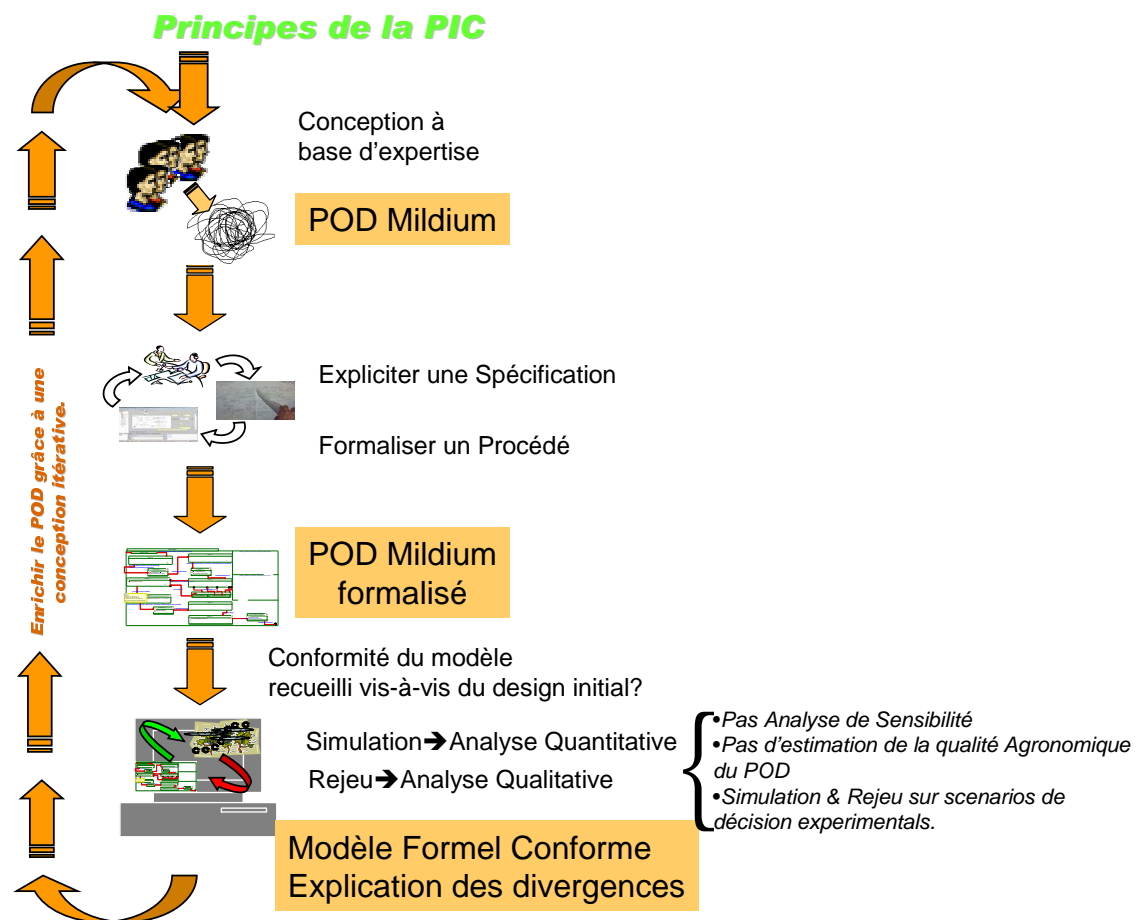 Principes de la PIC
Conception à
base d'expertise
POD Mildium
Expliciter une Spécification
Formaliser un Procédé
Enrichir le POD grâce à une
conception itérative.
POD Mildium
formalisé
Conformité du modèle
recueilli vis-à-vis du design initial?
Simulation➔Analyse Quantitative
Rejeu➔Analyse Qualitative
•Pas Analyse de Sensibilité
•Pas d'estimation de la qualité Agronomique
du POD
•Simulation & Rejeu sur scenarios de
décision experimentals.
Modèle Formel Conforme
Explication des divergences